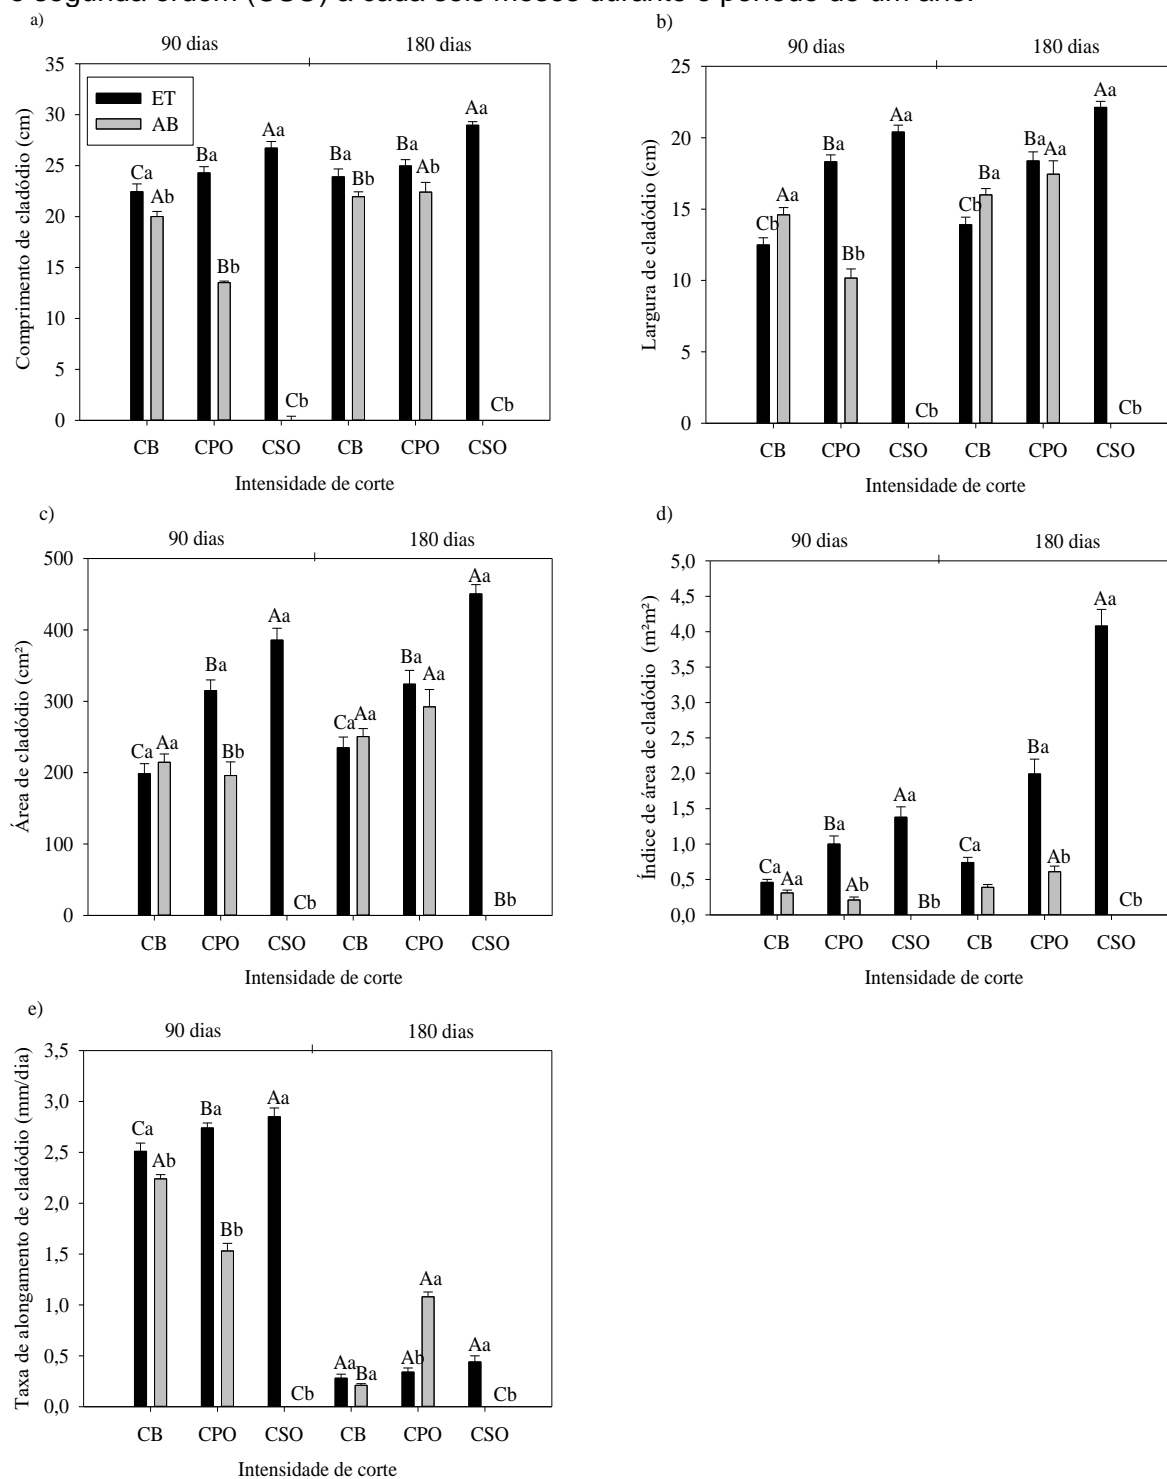 e segunda ordem (CSO) a cada seis meses durante o período de um ano.
a)
90 dias
180 dias
35
30
25
20
15
10
5
0
Comprimento de cladódio (cm)
ET
AB
Ca
Ab
Ba
Bb
Aa
Cb
Ba
Bb
Ba
Ab
Aa
Cb
CB
CPO
CSO
CB
CPO
CSO
Intensidade de corte
b)
90 dias
180 dias
25
20
15
10
5
0
Largura de cladódio (cm)
Cb
Aa
Ba
Bb
Aa
Cb
Cb
Ba
Ba
Aa
Aa
Cb
CB
CPO
CSO
CB
CPO
CSO
Intensidade de corte
c)
90 dias
180 dias
500
400
300
200
100
0
Área de cladódio (cm²)
Ca
Aa
Ba
Bb
Aa
Cb
Ca
Aa
Ba
Aa
Aa
Bb
CB
CPO
CSO
CB
CPO
CSO
Intensidade de corte
d)
90 dias
180 dias
5,0
4,5
4,0
3,5
3,0
2,5
2,0
1,5
1,0
0,5
0,0
Índice de área de cladódio (m²m²)
Ca
Aa
Ba
Ab
Aa
Bb
Ca
Ba
Ab
Aa
Cb
CB
CPO
CSO
CB
CPO
CSO
Intensidade de corte
e)
90 dias
180 dias
3,5
3,0
2,5
2,0
1,5
1,0
0,5
0,0
Taxa de alongamento de cladódio (mm/dia)
Ca
Ab
Ba
Bb
Aa
Cb
Aa
Ba
Ab
Aa
Aa
Cb
CB
CPO
CSO
CB
CPO
CSO
Intensidade de corte